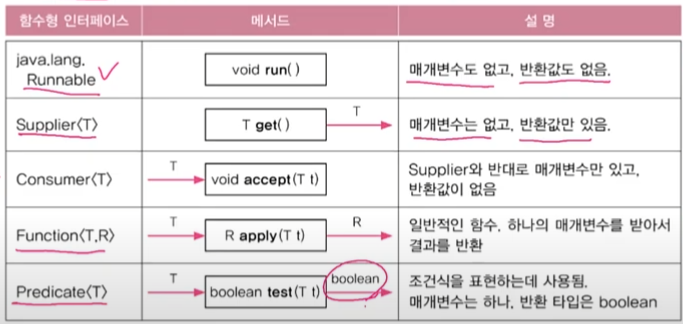 함수형 인터페이스 메서드 설 명
java.lang.
Runnable
void run( )
매개변수도 없고, 반환값도 없음.
Supplier⟨T⟩
T get( )
T
매개변수는 없고, 반환값만 있음.
Consumer⟨T⟩
T
void accept(T t)
Supplier와 반대로 매개변수만 있고,
반환값이 없음
Function⟨T,R⟩
T
R apply(T t)
R
일반적인 함수. 하나의 매개변수를 받아서
결과를 반환
Predicate⟨T⟩
T
boolean test(T t)
boolean
조건식을 표현하는데 사용됨.
매개변수는 하나, 반환 타입은 boolean